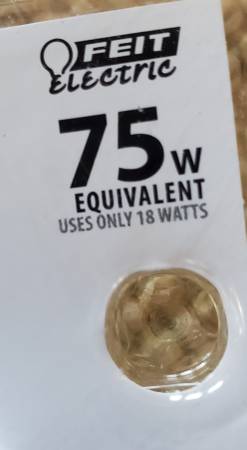 FEIT
ELECTRIC
75W
EQUIVALENT
USES ONLY 18 WATTS